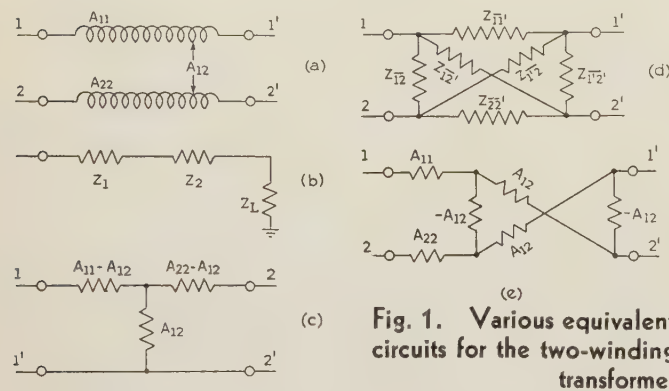 1 A11 1'
A12
2 A22 2'
(a)
Z1 Z2
ZL
(b)
1 A11-A12 A22-A12 2
A12
1' 2'
(c)
1 Z11' 1'
Z12 Z12' Z1'2 Z1'2'
2 Z22' 2'
(d)
1 A11 A12 1'
-A12 -A12
2 A22 A12 2'
(e)
Fig. 1. Various equivalent
circuits for the two-winding
transformer